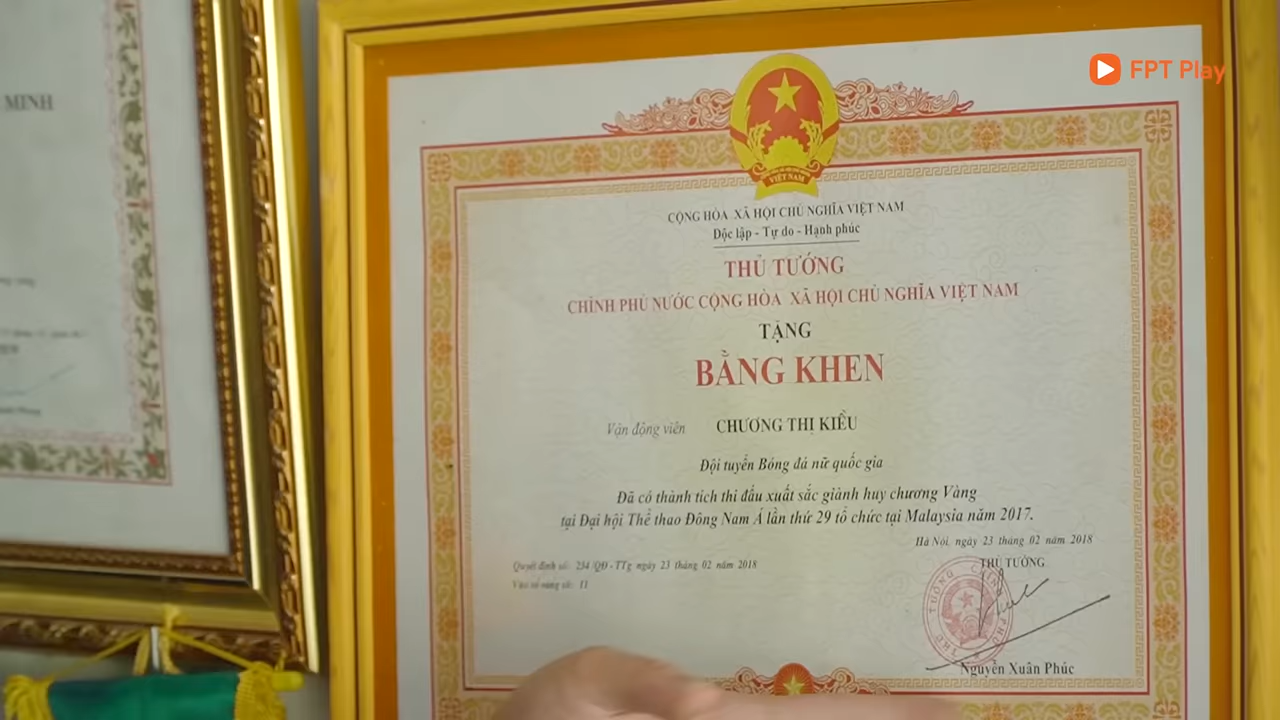 FPT Play
MINH
VIỆT NAM
CỘNG HÒA XÃ HỘI CHỦ NGHĨA VIỆT NAM
Độc lập - Tự do - Hạnh phúc
THỦ TƯỚNG
CHÍNH PHỦ NƯỚC CỘNG HÒA XÃ HỘI CHỦ NGHĨA VIỆT NAM
TẶNG
BẰNG KHEN
Vận động viên CHƯƠNG THỊ KIỀU
Đội tuyển Bóng đá nữ quốc gia
Đã có thành tích thi đấu xuất sắc giành huy chương Vàng
tại Đại hội Thể thao Đông Nam Á lần thứ 29 tổ chức tại Malaysia năm 2017.
Hà Nội, ngày 23 tháng 02 năm 2018
Quyết định số: 234/QĐ-TTg ngày 23 tháng 02 năm 2018
THỦ TƯỚNG
Vào sổ vàng số: 11
Nguyễn Xuân Phúc